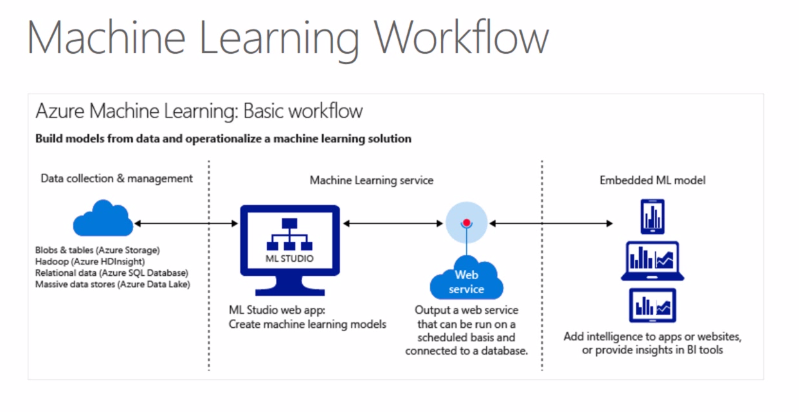 Machine Learning Workflow
Azure Machine Learning: Basic workflow
Build models from data and operationalize a machine learning solution
Data collection & management
Blobs & tables (Azure Storage)
Hadoop (Azure HDInsight)
Relational data (Azure SQL Database)
Massive data stores (Azure Data Lake)
Machine Learning service
ML STUDIO
ML Studio web app:
Create machine learning models
Web
service
Output a web service
that can be run on a
scheduled basis and
connected to a database.
Embedded ML model
Add intelligence to apps or websites,
or provide insights in BI tools